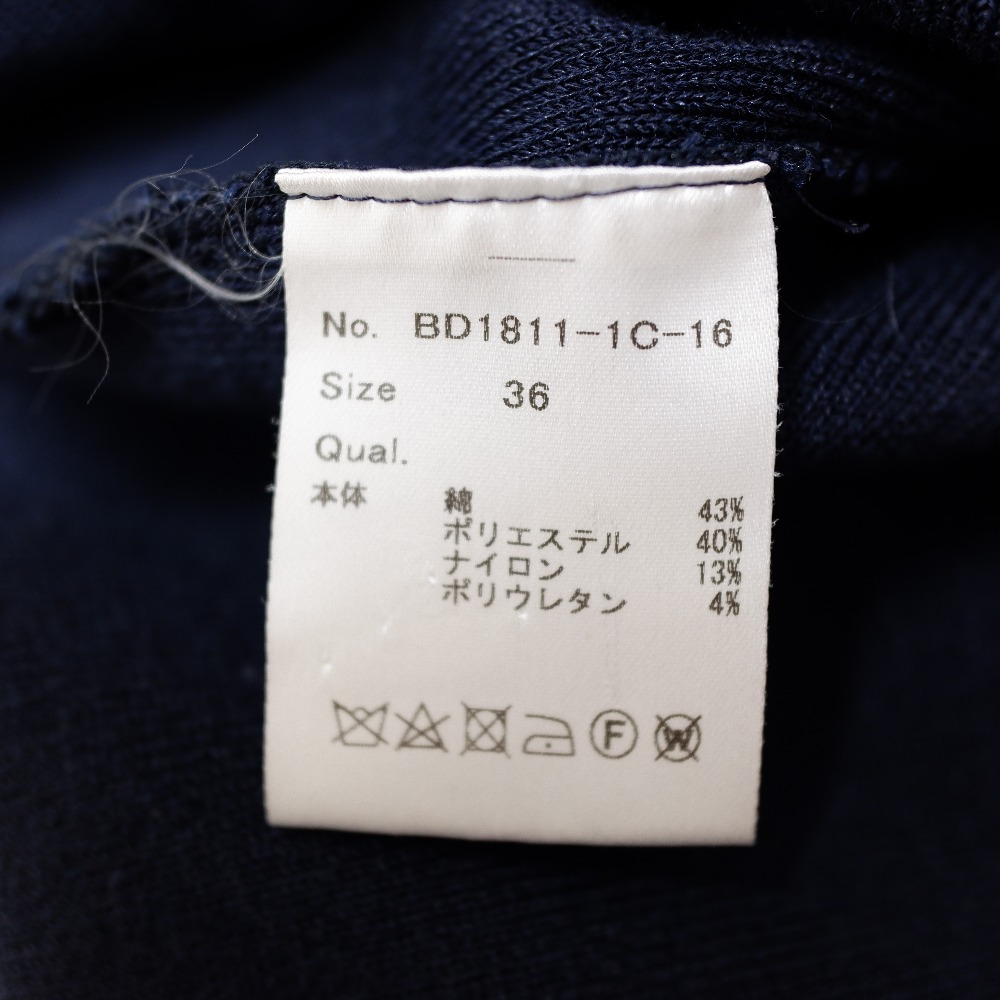 No. BD1811-1C-16
Size 36
Qual.
本体 綿 43%
ポリエステル 40%
ナイロン 13%
ポリウレタン 4%
F W